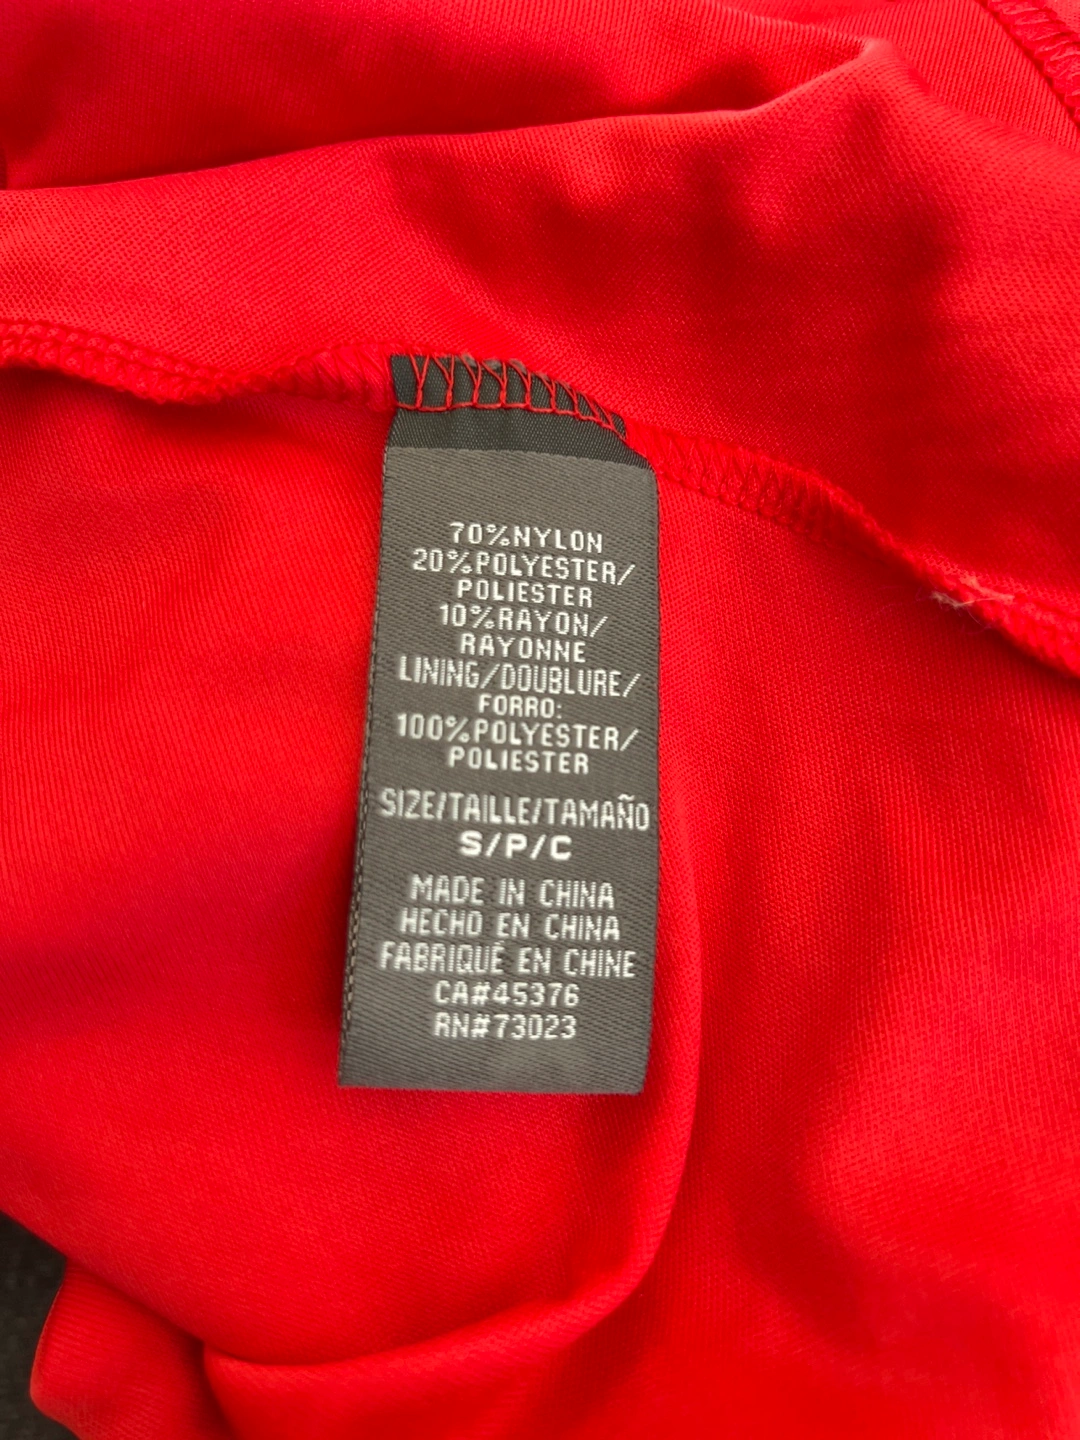 70%NYLON
20%POLYESTER/
POLIESTER
10%RAYON/
RAYONNE
LINING/DOUBLURE/
FORRO:
100%POLYESTER/
POLIESTER
SIZE/TAILLE/TAMAÑO
S/P/C
MADE IN CHINA
HECHO EN CHINA
FABRIQUÉ EN CHINE
CA#45376
RN#73023